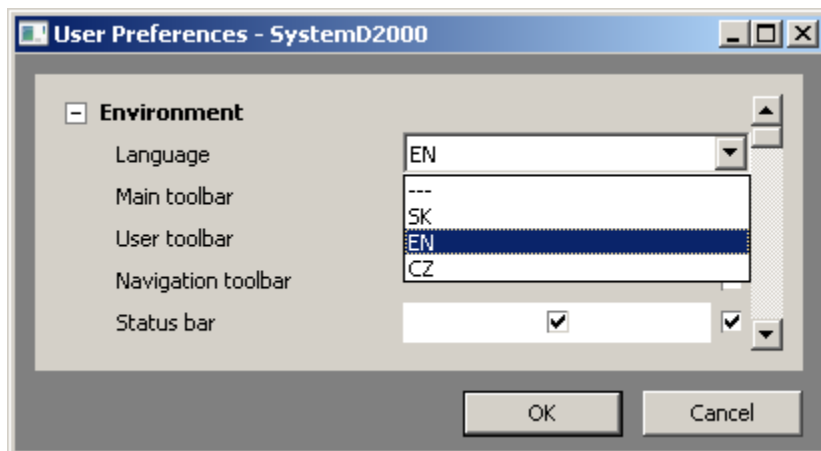 User Preferences - SystemD2000
Environment
Language EN
---
Main toolbar
SK
User toolbar
EN
CZ
Navigation toolbar
Status bar
OK Cancel